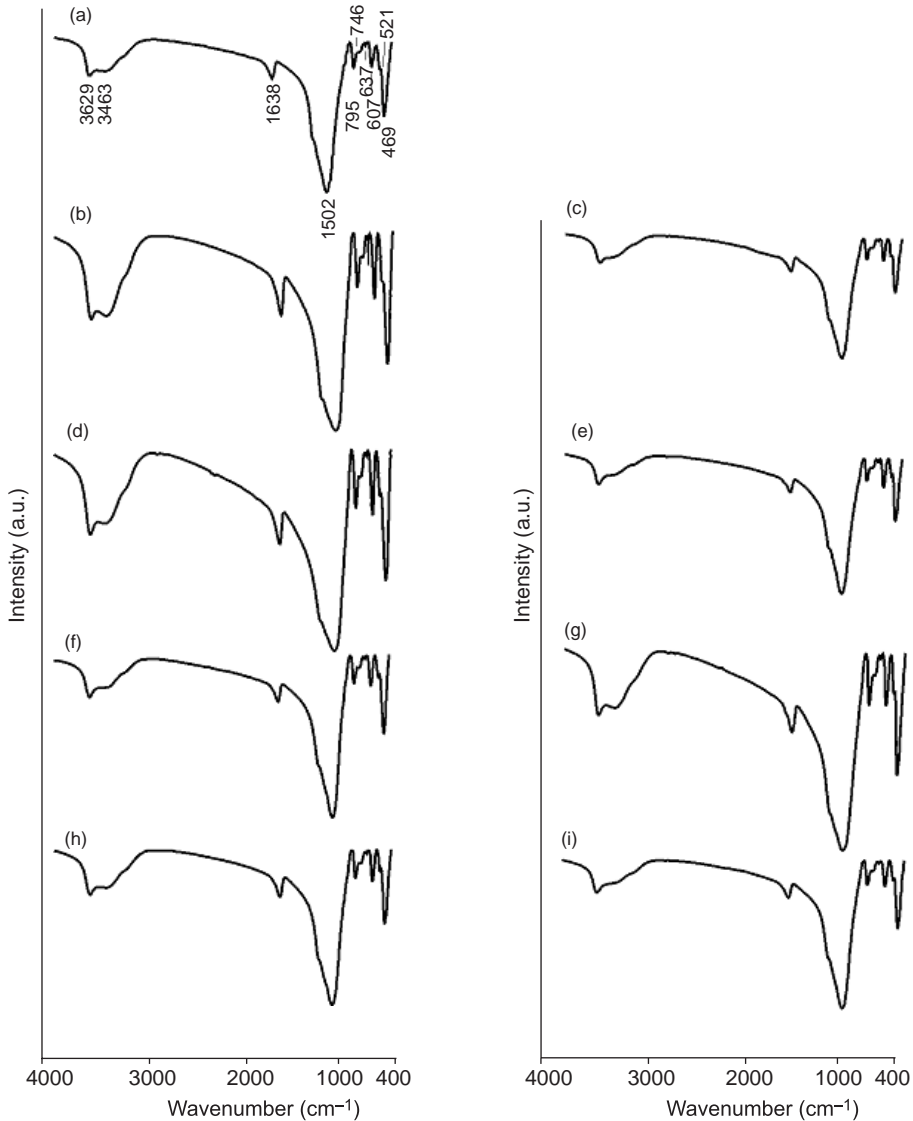 (a)
746
521
3629
3463
1638
795
637
607
469
1502
(b)
(c)
(d)
(e)
(f)
(g)
(h)
(i)
Intensity (a.u.)
Intensity (a.u.)
4000 3000 2000 1000 400
Wavenumber (cm⁻¹)
4000 3000 2000 1000 400
Wavenumber (cm⁻¹)